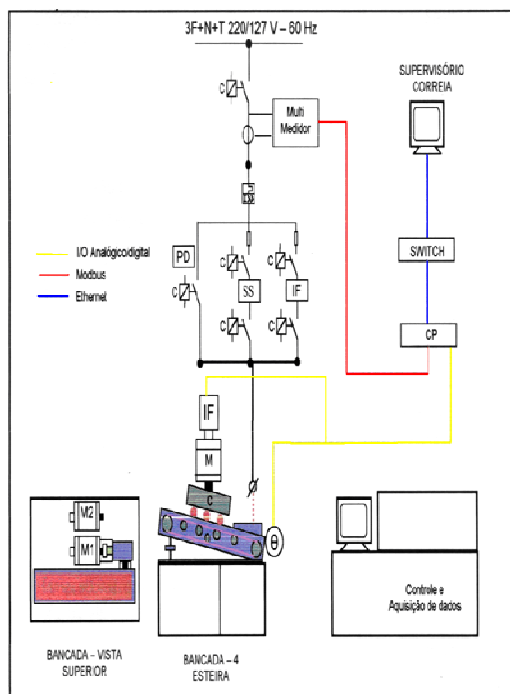 3F+N+T 220/127 V – 60 Hz
C
Multi
Medidor
SUPERVISÓRIO
CORREIA
I/O Analógico/digital
Modbus
Ethernet
PD
C
C
SS
C
C
IF
C
SWITCH
CP
IF
M
C
Θ
M2
M1
BANCADA – VISTA
SUPERIOR
BANCADA – 4
ESTEIRA
Controle e
Aquisição de dados